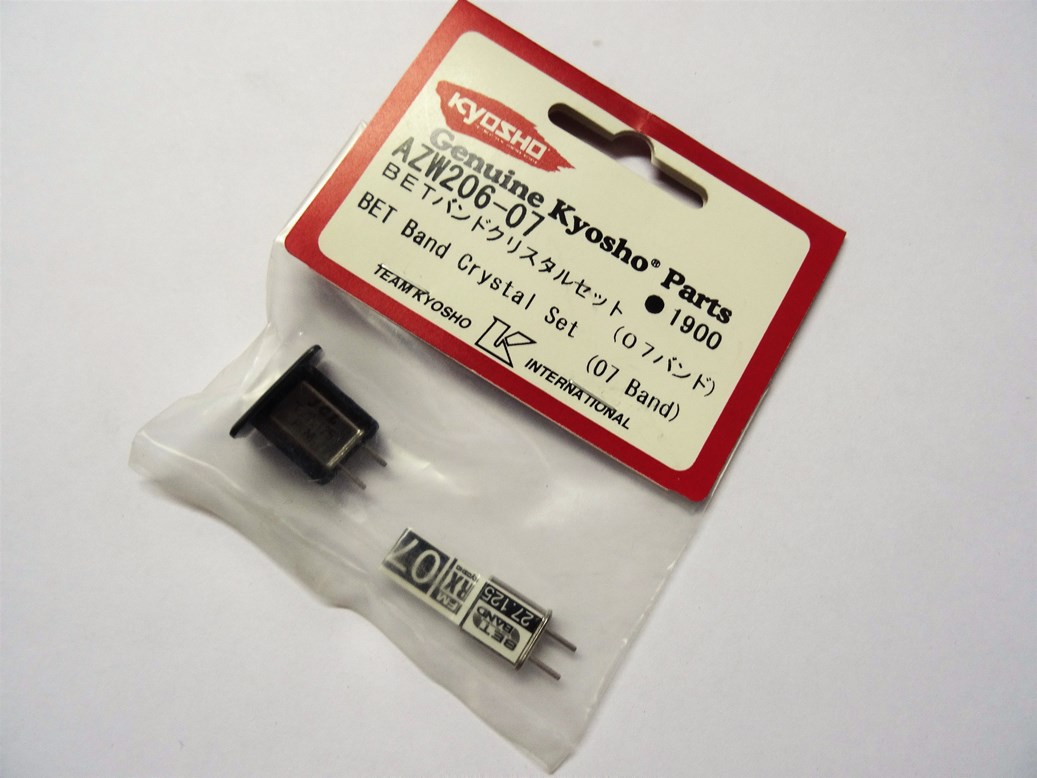 KYOSHO
Genuine Kyosho® Parts
AZW206-07 ●1900
BETバンドクリスタルセット (07バンド)
BET Band Crystal Set (07 Band)
TEAM KYOSHO K INTERNATIONAL
07
FM RX
27.125
BET
BAND